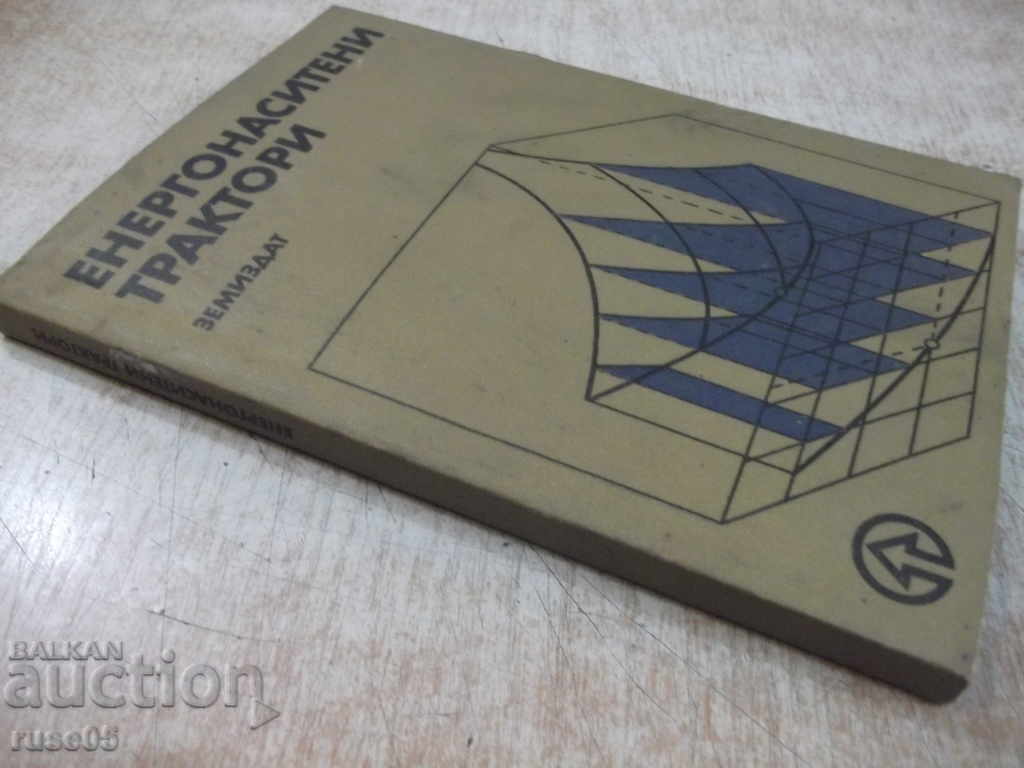 ЕНЕРГОНАСИТЕНИ
ТРАКТОРИ
ЗЕМИЗДАТ
ЕНЕРГОНАСИТЕНИ ТРАКТОРИ
BALKAN
auction
ruse05